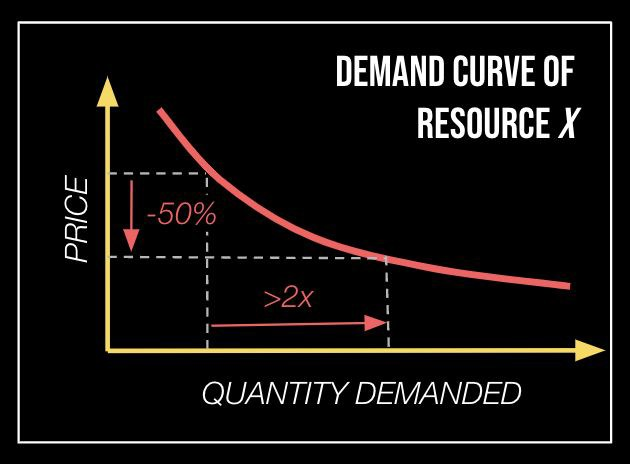 DEMAND CURVE OF
RESOURCE X
PRICE
-50%
>2x
QUANTITY DEMANDED